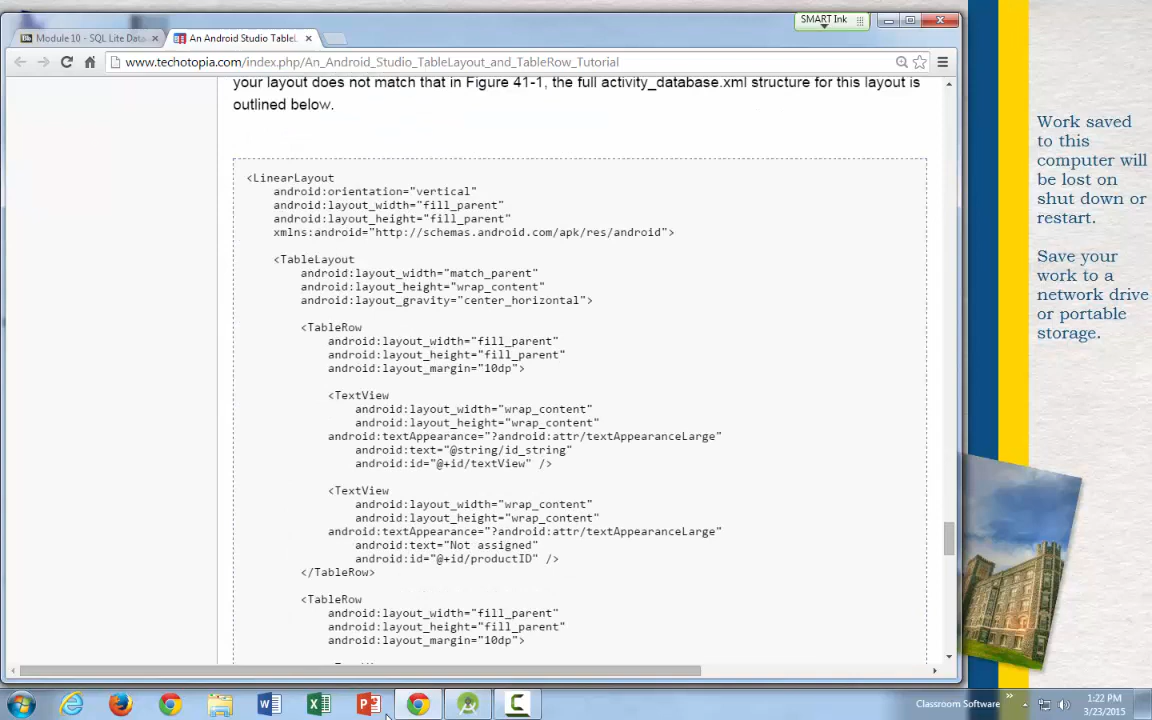 SMART Ink
Module 10 - SQL Lite Data
An Android Studio TableL
www.techotopia.com/index.php/An_Android_Studio_TableLayout_and_TableRow_Tutorial
your layout does not match that in Figure 41-1, the full activity_database.xml structure for this layout is
outlined below.
<LinearLayout
android:orientation="vertical"
android:layout_width="fill_parent"
android:layout_height="fill_parent"
xmlns:android="http://schemas.android.com/apk/res/android">
<TableLayout
android:layout_width="match_parent"
android:layout_height="wrap_content"
android:layout_gravity="center_horizontal">
<TableRow
android:layout_width="fill_parent"
android:layout_height="fill_parent"
android:layout_margin="10dp">
<TextView
android:layout_width="wrap_content"
android:layout_height="wrap_content"
android:textAppearance="?android:attr/textAppearanceLarge"
android:text="@string/id_string"
android:id="@+id/textView" />
<TextView
android:layout_width="wrap_content"
android:layout_height="wrap_content"
android:textAppearance="?android:attr/textAppearanceLarge"
android:text="Not assigned"
android:id="@+id/productID" />
</TableRow>
<TableRow
android:layout_width="fill_parent"
android:layout_height="fill_parent"
android:layout_margin="10dp">
Work saved
to this
computer will
be lost on
shut down or
restart.
Save your
work to a
network drive
or portable
storage.
Classroom Software
1:22 PM
3/23/2015